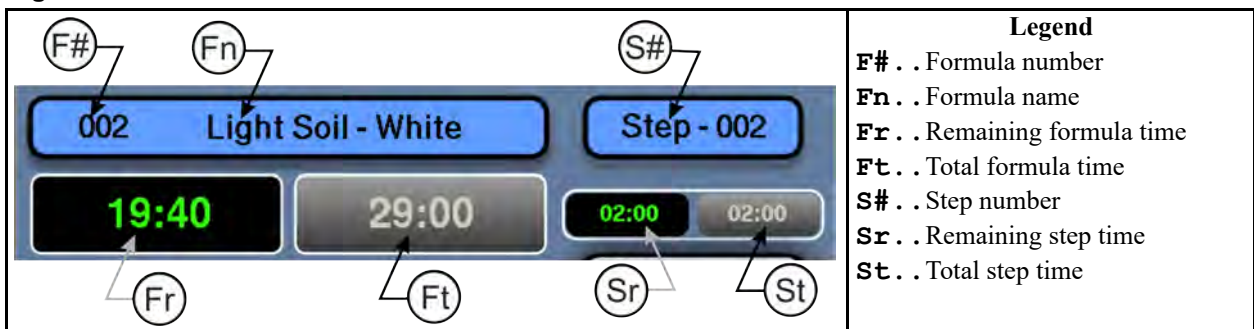 F# Fn S#
002 Light Soil - White Step - 002
19:40 29:00 02:00 02:00
Fr Ft Sr St
Legend
F#..Formula number
Fn..Formula name
Fr..Remaining formula time
Ft..Total formula time
S#..Step number
Sr..Remaining step time
St..Total step time